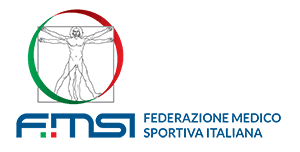 FMSI
FEDERAZIONE MEDICO
SPORTIVA ITALIANA